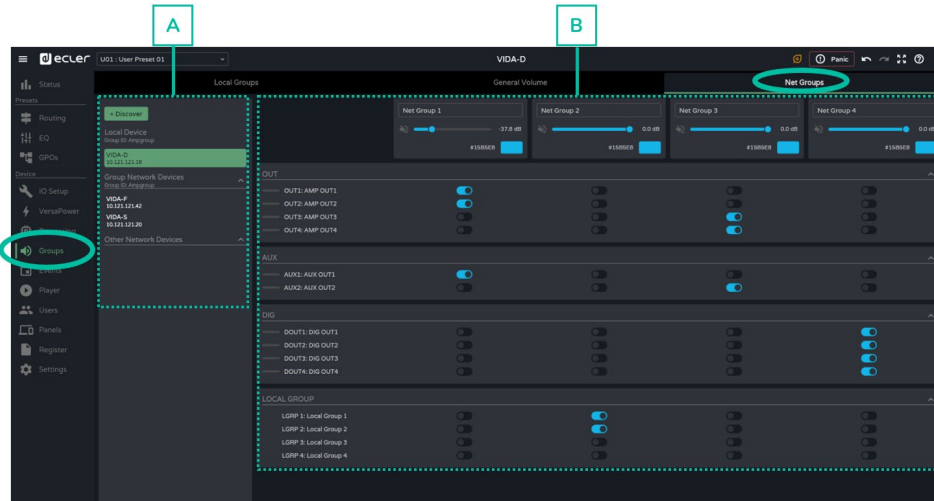 A
B
ecler
U01 : User Preset 01
VIDA-D
Panic
Status
Local Groups
General Volume
Net Groups
Presets
Routing
EQ
GPOs
Device
IO Setup
VersaPower
Groups
Events
Player
Users
Panels
Register
Settings
+ Discover
Local Device
Group ID: Ampgroup
VIDA-D
10.121.121.18
Group Network Devices
Group ID: Ampgroup
VIDA-F
10.121.121.42
VIDA-S
10.121.121.20
Other Network Devices
Net Group 1
Net Group 2
Net Group 3
Net Group 4
-37.8 dB
0.0 dB
0.0 dB
0.0 dB
#15B5E8
#15B5E8
#15B5E8
#15B5E8
OUT
OUT1: AMP OUT1
OUT2: AMP OUT2
OUT3: AMP OUT3
OUT4: AMP OUT4
AUX
AUX1: AUX OUT1
AUX2: AUX OUT2
DIG
DOUT1: DIG OUT1
DOUT2: DIG OUT2
DOUT3: DIG OUT3
DOUT4: DIG OUT4
LOCAL GROUP
LGRP 1: Local Group 1
LGRP 2: Local Group 2
LGRP 3: Local Group 3
LGRP 4: Local Group 4